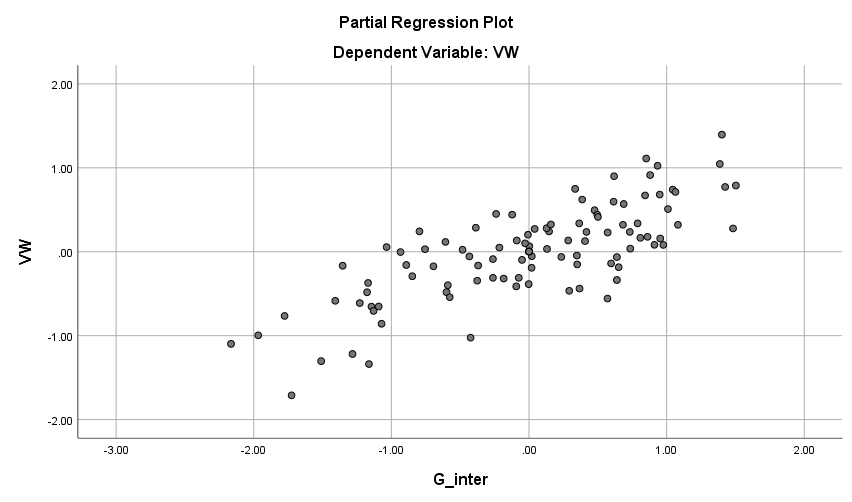 Partial Regression Plot
Dependent Variable: VW
2.00
1.00
.00
-1.00
-2.00
VW
-3.00 -2.00 -1.00 .00 1.00 2.00
G_inter